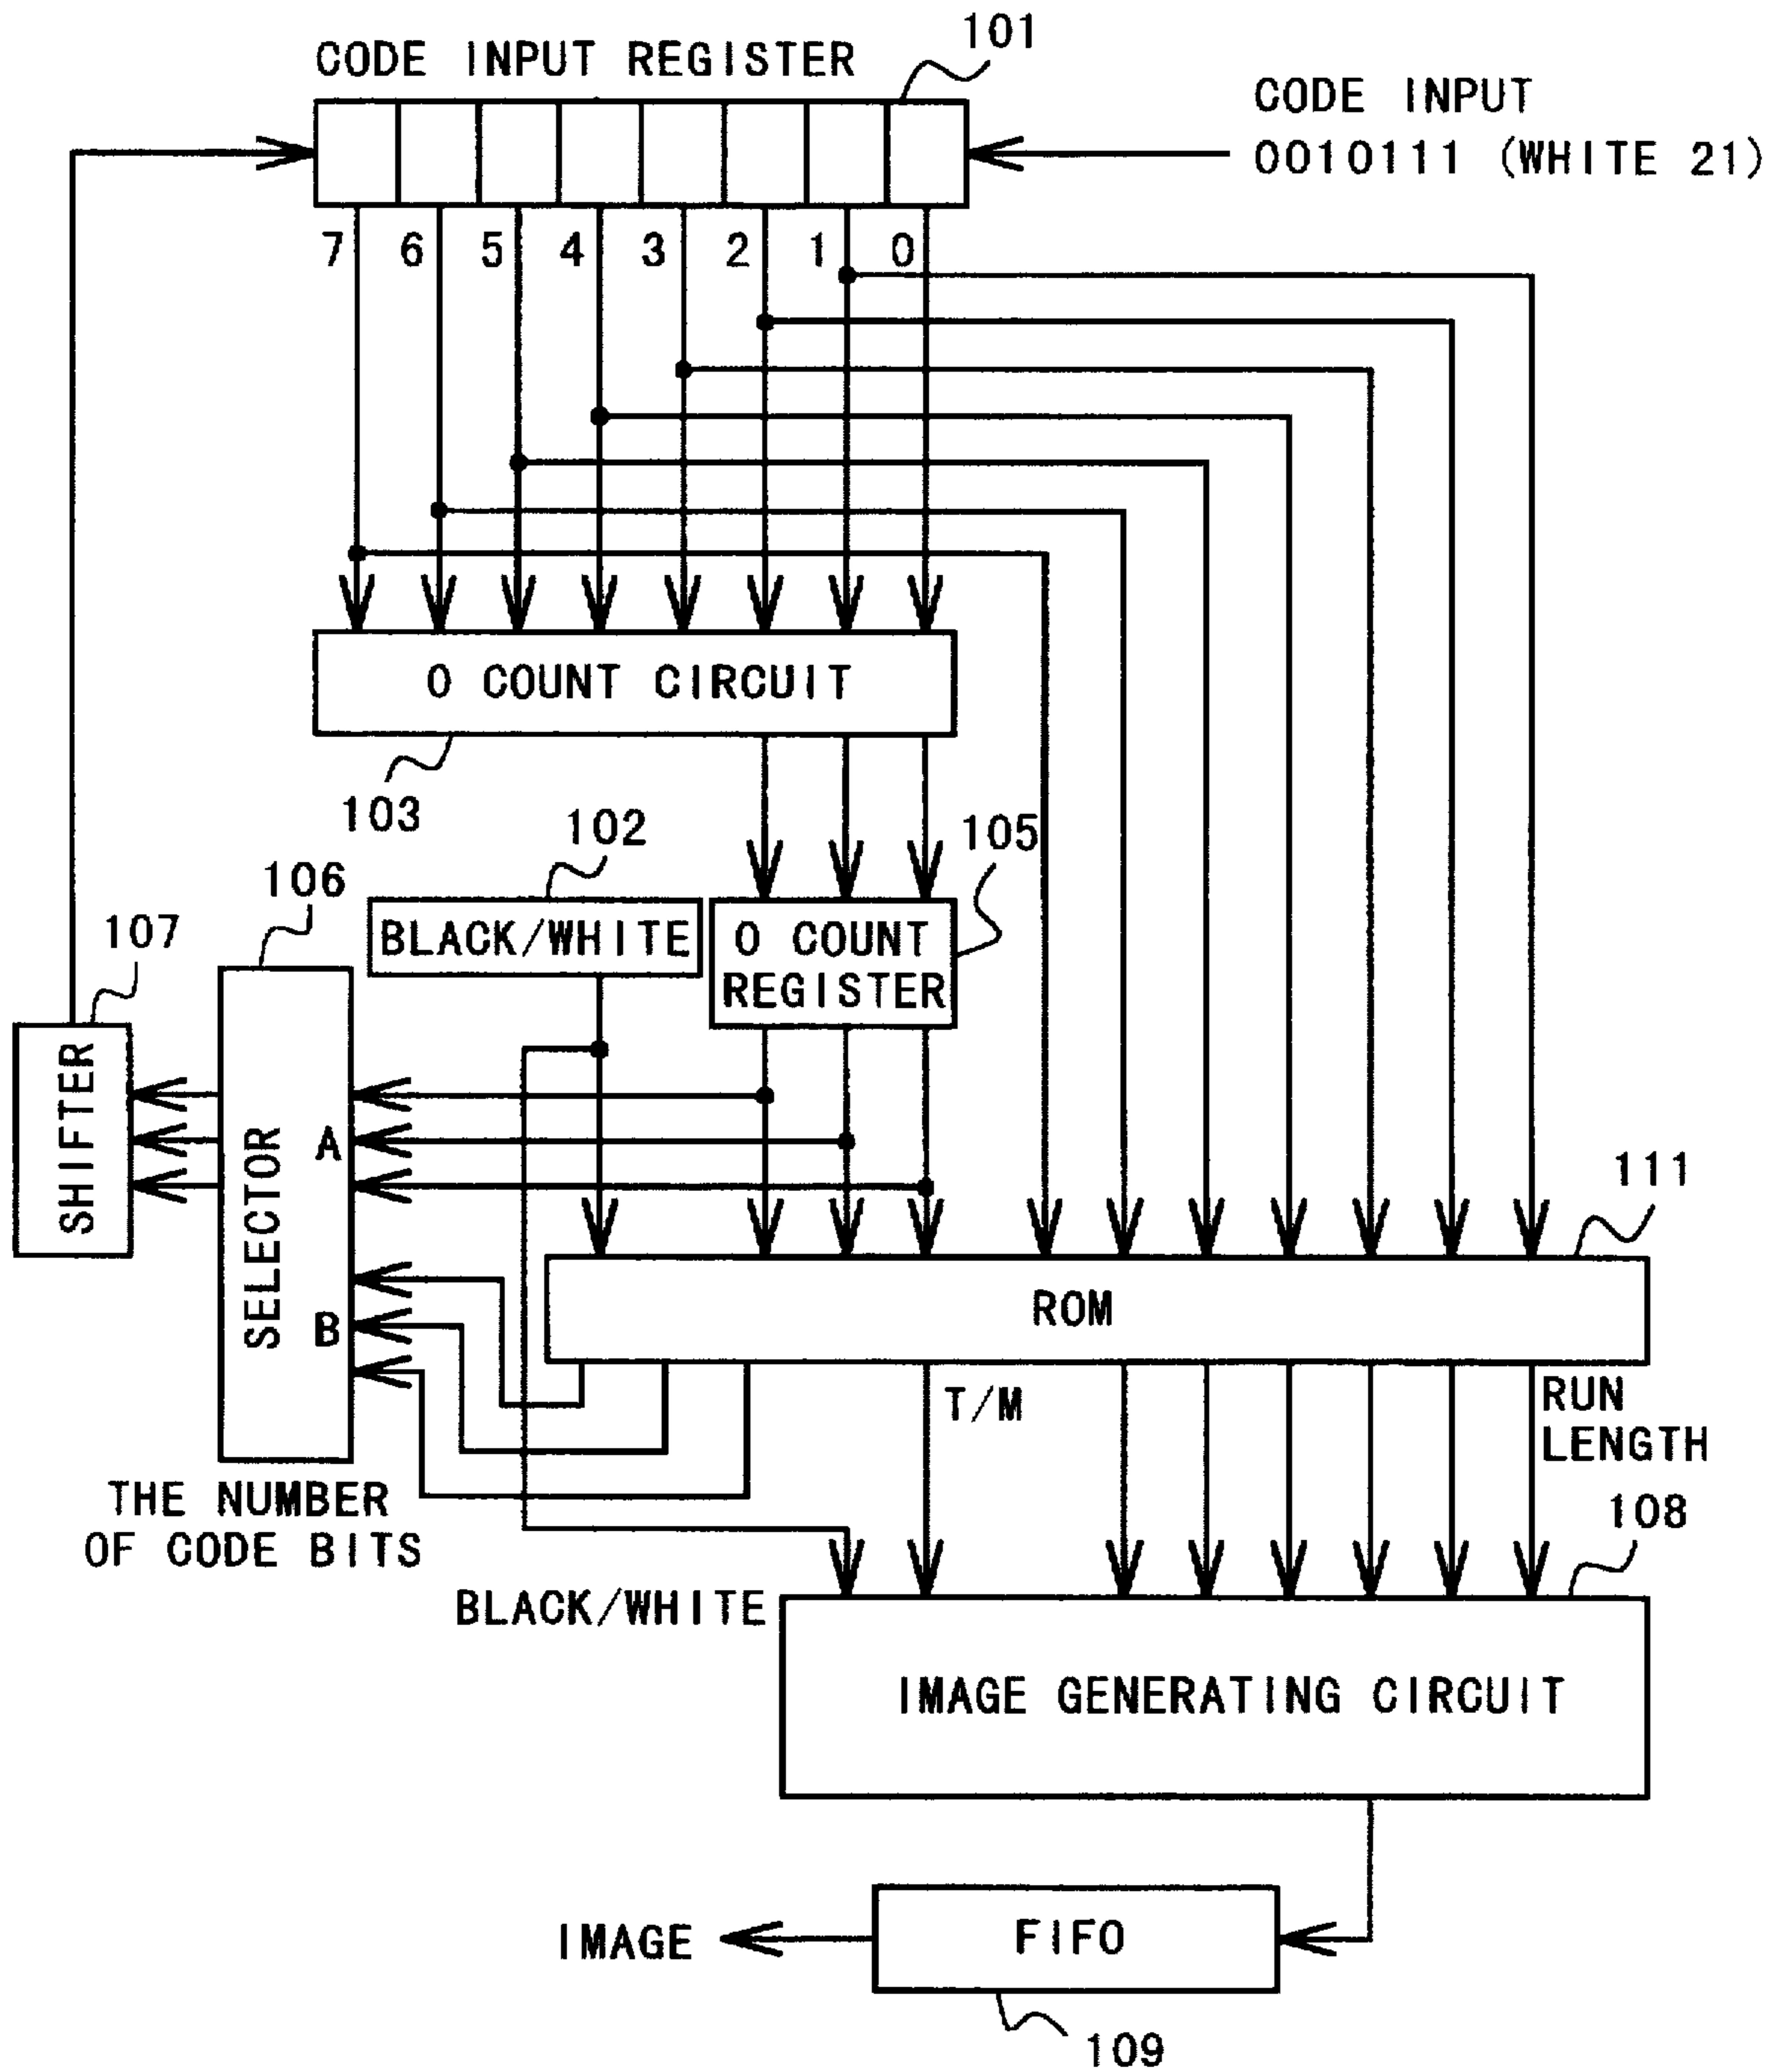 101
CODE INPUT REGISTER
CODE INPUT
0010111 (WHITE 21)
7 6 5 4 3 2 1 0
0 COUNT CIRCUIT
103
102
105
106
107
BLACK/WHITE
0 COUNT
REGISTER
SHIFTER
SELECTOR
A
B
111
ROM
T/M
RUN
LENGTH
THE NUMBER
OF CODE BITS
108
BLACK/WHITE
IMAGE GENERATING CIRCUIT
IMAGE
FIFO
109